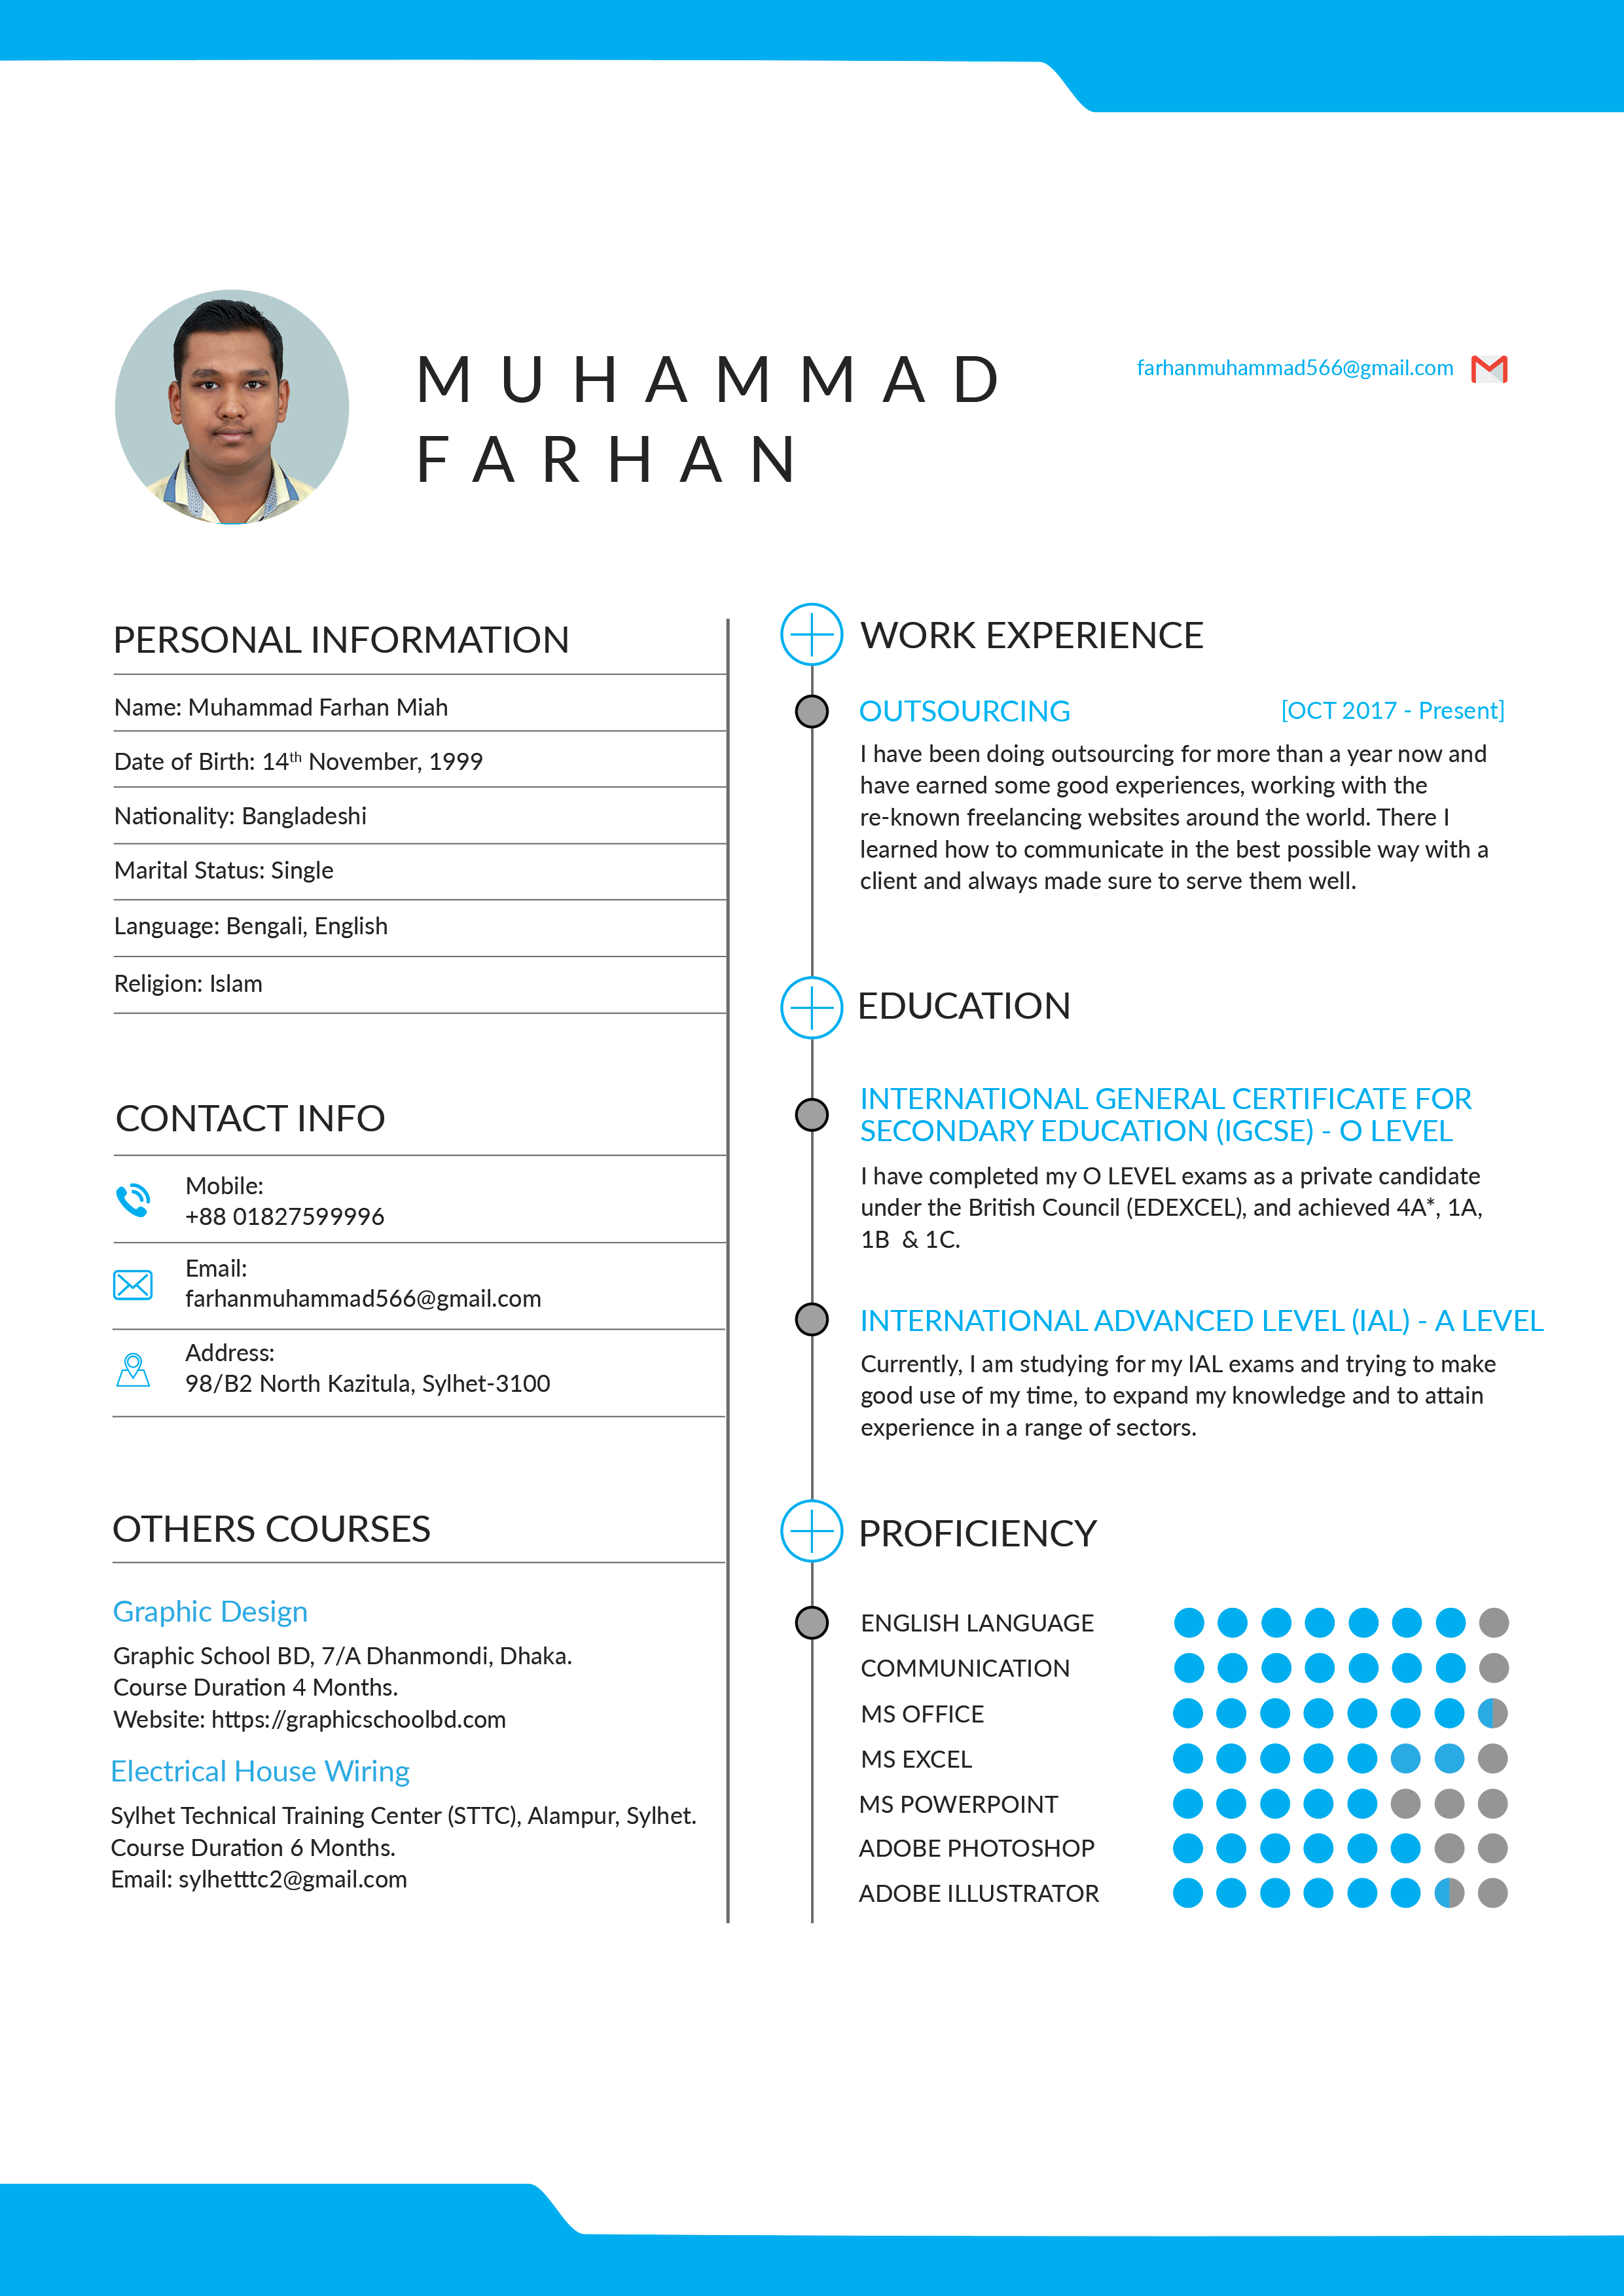 MUHAMMAD
FARHAN
farhanmuhammad566@gmail.com
PERSONAL INFORMATION
Name: Muhammad Farhan Miah
Date of Birth: 14th November, 1999
Nationality: Bangladeshi
Marital Status: Single
Language: Bengali, English
Religion: Islam
CONTACT INFO
Mobile:
+88 01827599996
Email:
farhanmuhammad566@gmail.com
Address:
98/B2 North Kazitula, Sylhet-3100
OTHERS COURSES
Graphic Design
Graphic School BD, 7/A Dhanmondi, Dhaka.
Course Duration 4 Months.
Website: https://graphicschoolbd.com
Electrical House Wiring
Sylhet Technical Training Center (STTC), Alampur, Sylhet.
Course Duration 6 Months.
Email: sylhetttc2@gmail.com
WORK EXPERIENCE
OUTSOURCING [OCT 2017 - Present]
I have been doing outsourcing for more than a year now and
have earned some good experiences, working with the
re-known freelancing websites around the world. There I
learned how to communicate in the best possible way with a
client and always made sure to serve them well.
EDUCATION
INTERNATIONAL GENERAL CERTIFICATE FOR
SECONDARY EDUCATION (IGCSE) - O LEVEL
I have completed my O LEVEL exams as a private candidate
under the British Council (EDEXCEL), and achieved 4A*, 1A,
1B & 1C.
INTERNATIONAL ADVANCED LEVEL (IAL) - A LEVEL
Currently, I am studying for my IAL exams and trying to make
good use of my time, to expand my knowledge and to attain
experience in a range of sectors.
PROFICIENCY
ENGLISH LANGUAGE
COMMUNICATION
MS OFFICE
MS EXCEL
MS POWERPOINT
ADOBE PHOTOSHOP
ADOBE ILLUSTRATOR